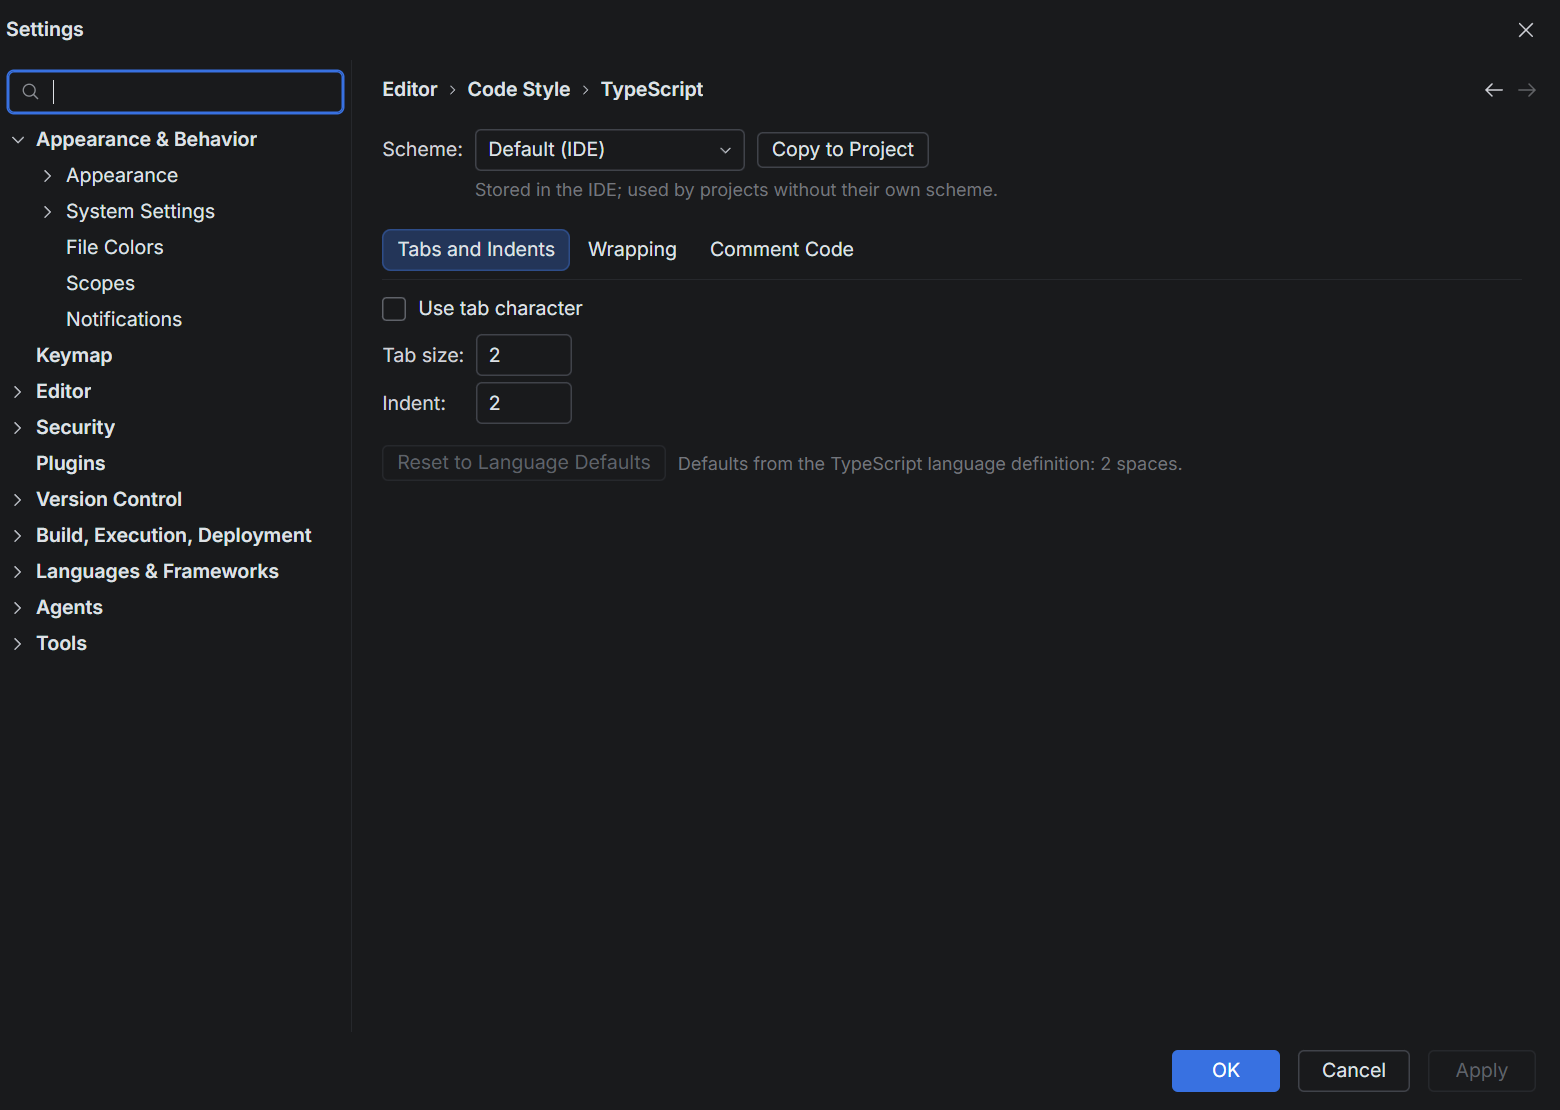 Settings
Editor › Code Style › TypeScript
Appearance & Behavior
Appearance
System Settings
File Colors
Scopes
Notifications
Keymap
Editor
Security
Plugins
Version Control
Build, Execution, Deployment
Languages & Frameworks
Agents
Tools
Scheme: Default (IDE) Copy to Project
Stored in the IDE; used by projects without their own scheme.
Tabs and Indents Wrapping Comment Code
Use tab character
Tab size: 2
Indent: 2
Reset to Language Defaults Defaults from the TypeScript language definition: 2 spaces.
OK Cancel Apply